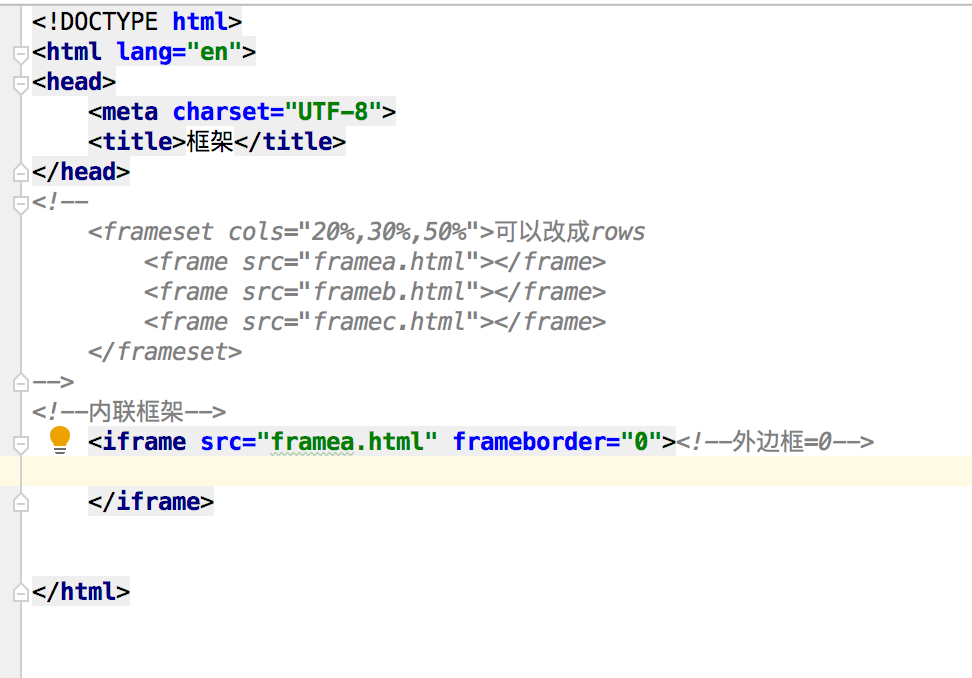 <!DOCTYPE html>
<html lang="en">
<head>
    <meta charset="UTF-8">
    <title>框架</title>
</head>
<!--
    <frameset cols="20%,30%,50%">可以改成rows
        <frame src="framea.html"></frame>
        <frame src="frameb.html"></frame>
        <frame src="framec.html"></frame>
    </frameset>
-->
<!--内联框架-->
    <iframe src="framea.html" frameborder="0"><!--外边框=0-->
    </iframe>
</html>